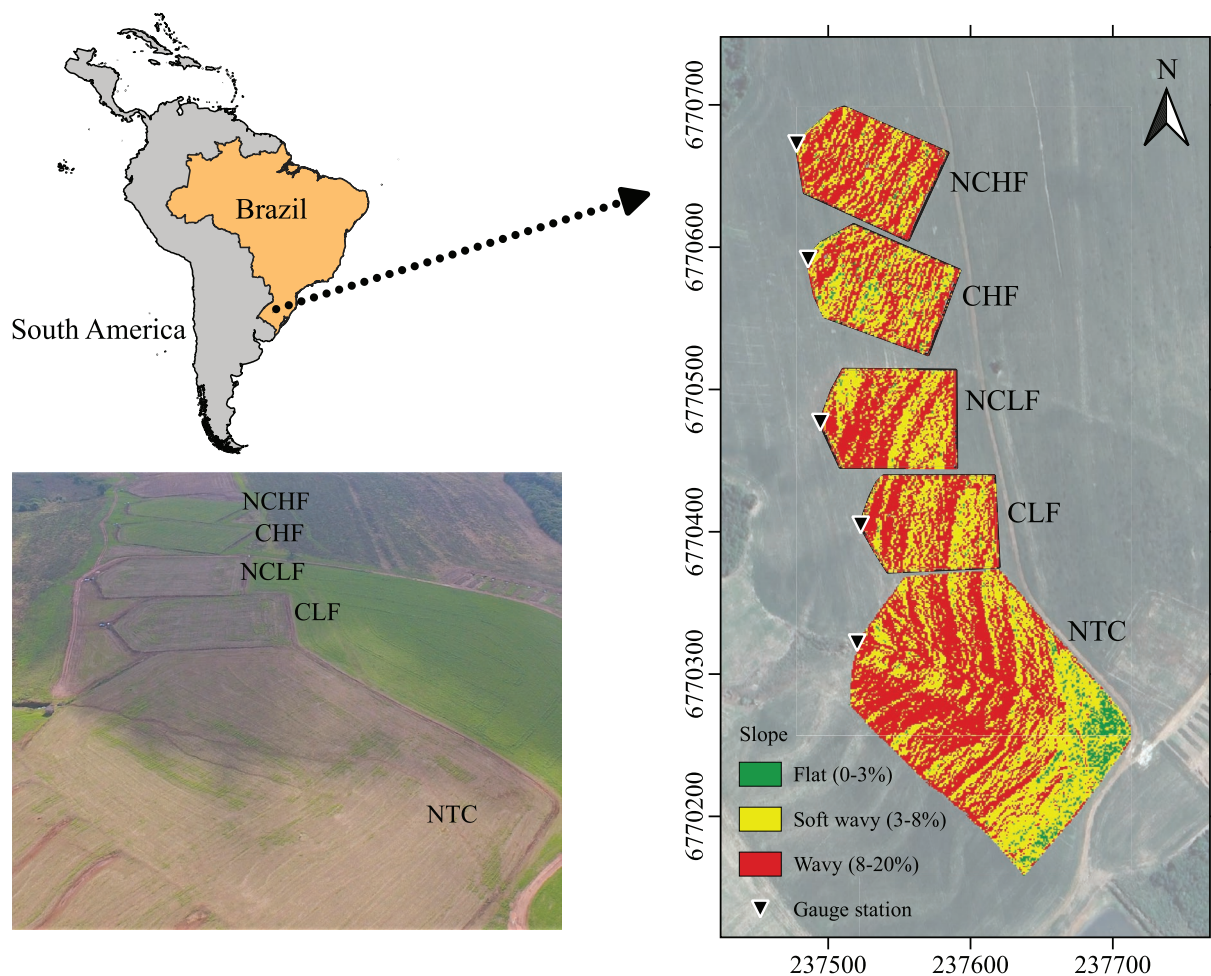 Brazil
South America
NCHF
CHF
NCLF
CLF
NTC
N
6770700
6770600
6770500
6770400
6770300
6770200
NCHF
CHF
NCLF
CLF
NTC
Slope
Flat (0-3%)
Soft wavy (3-8%)
Wavy (8-20%)
Gauge station
237500
237600
237700